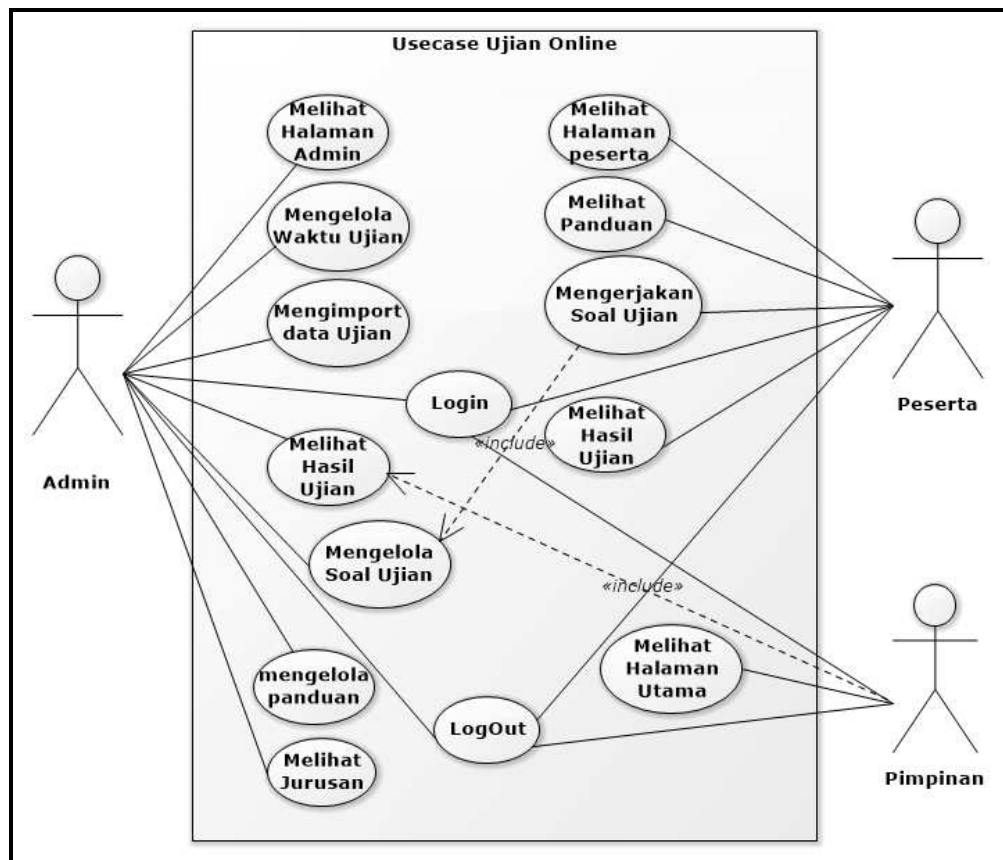 Usecase Ujian Online
Melihat
Halaman
Admin
Melihat
Halaman
peserta
Mengelola
Waktu Ujian
Melihat
Panduan
Mengimport
data Ujian
Mengerjakan
Soal Ujian
Login
Peserta
Melihat
Hasil
Ujian
«include»
Melihat
Hasil
Ujian
Admin
Mengelola
Soal Ujian
«include»
mengelola
panduan
Melihat
Halaman
Utama
LogOut
Melihat
Jurusan
Pimpinan